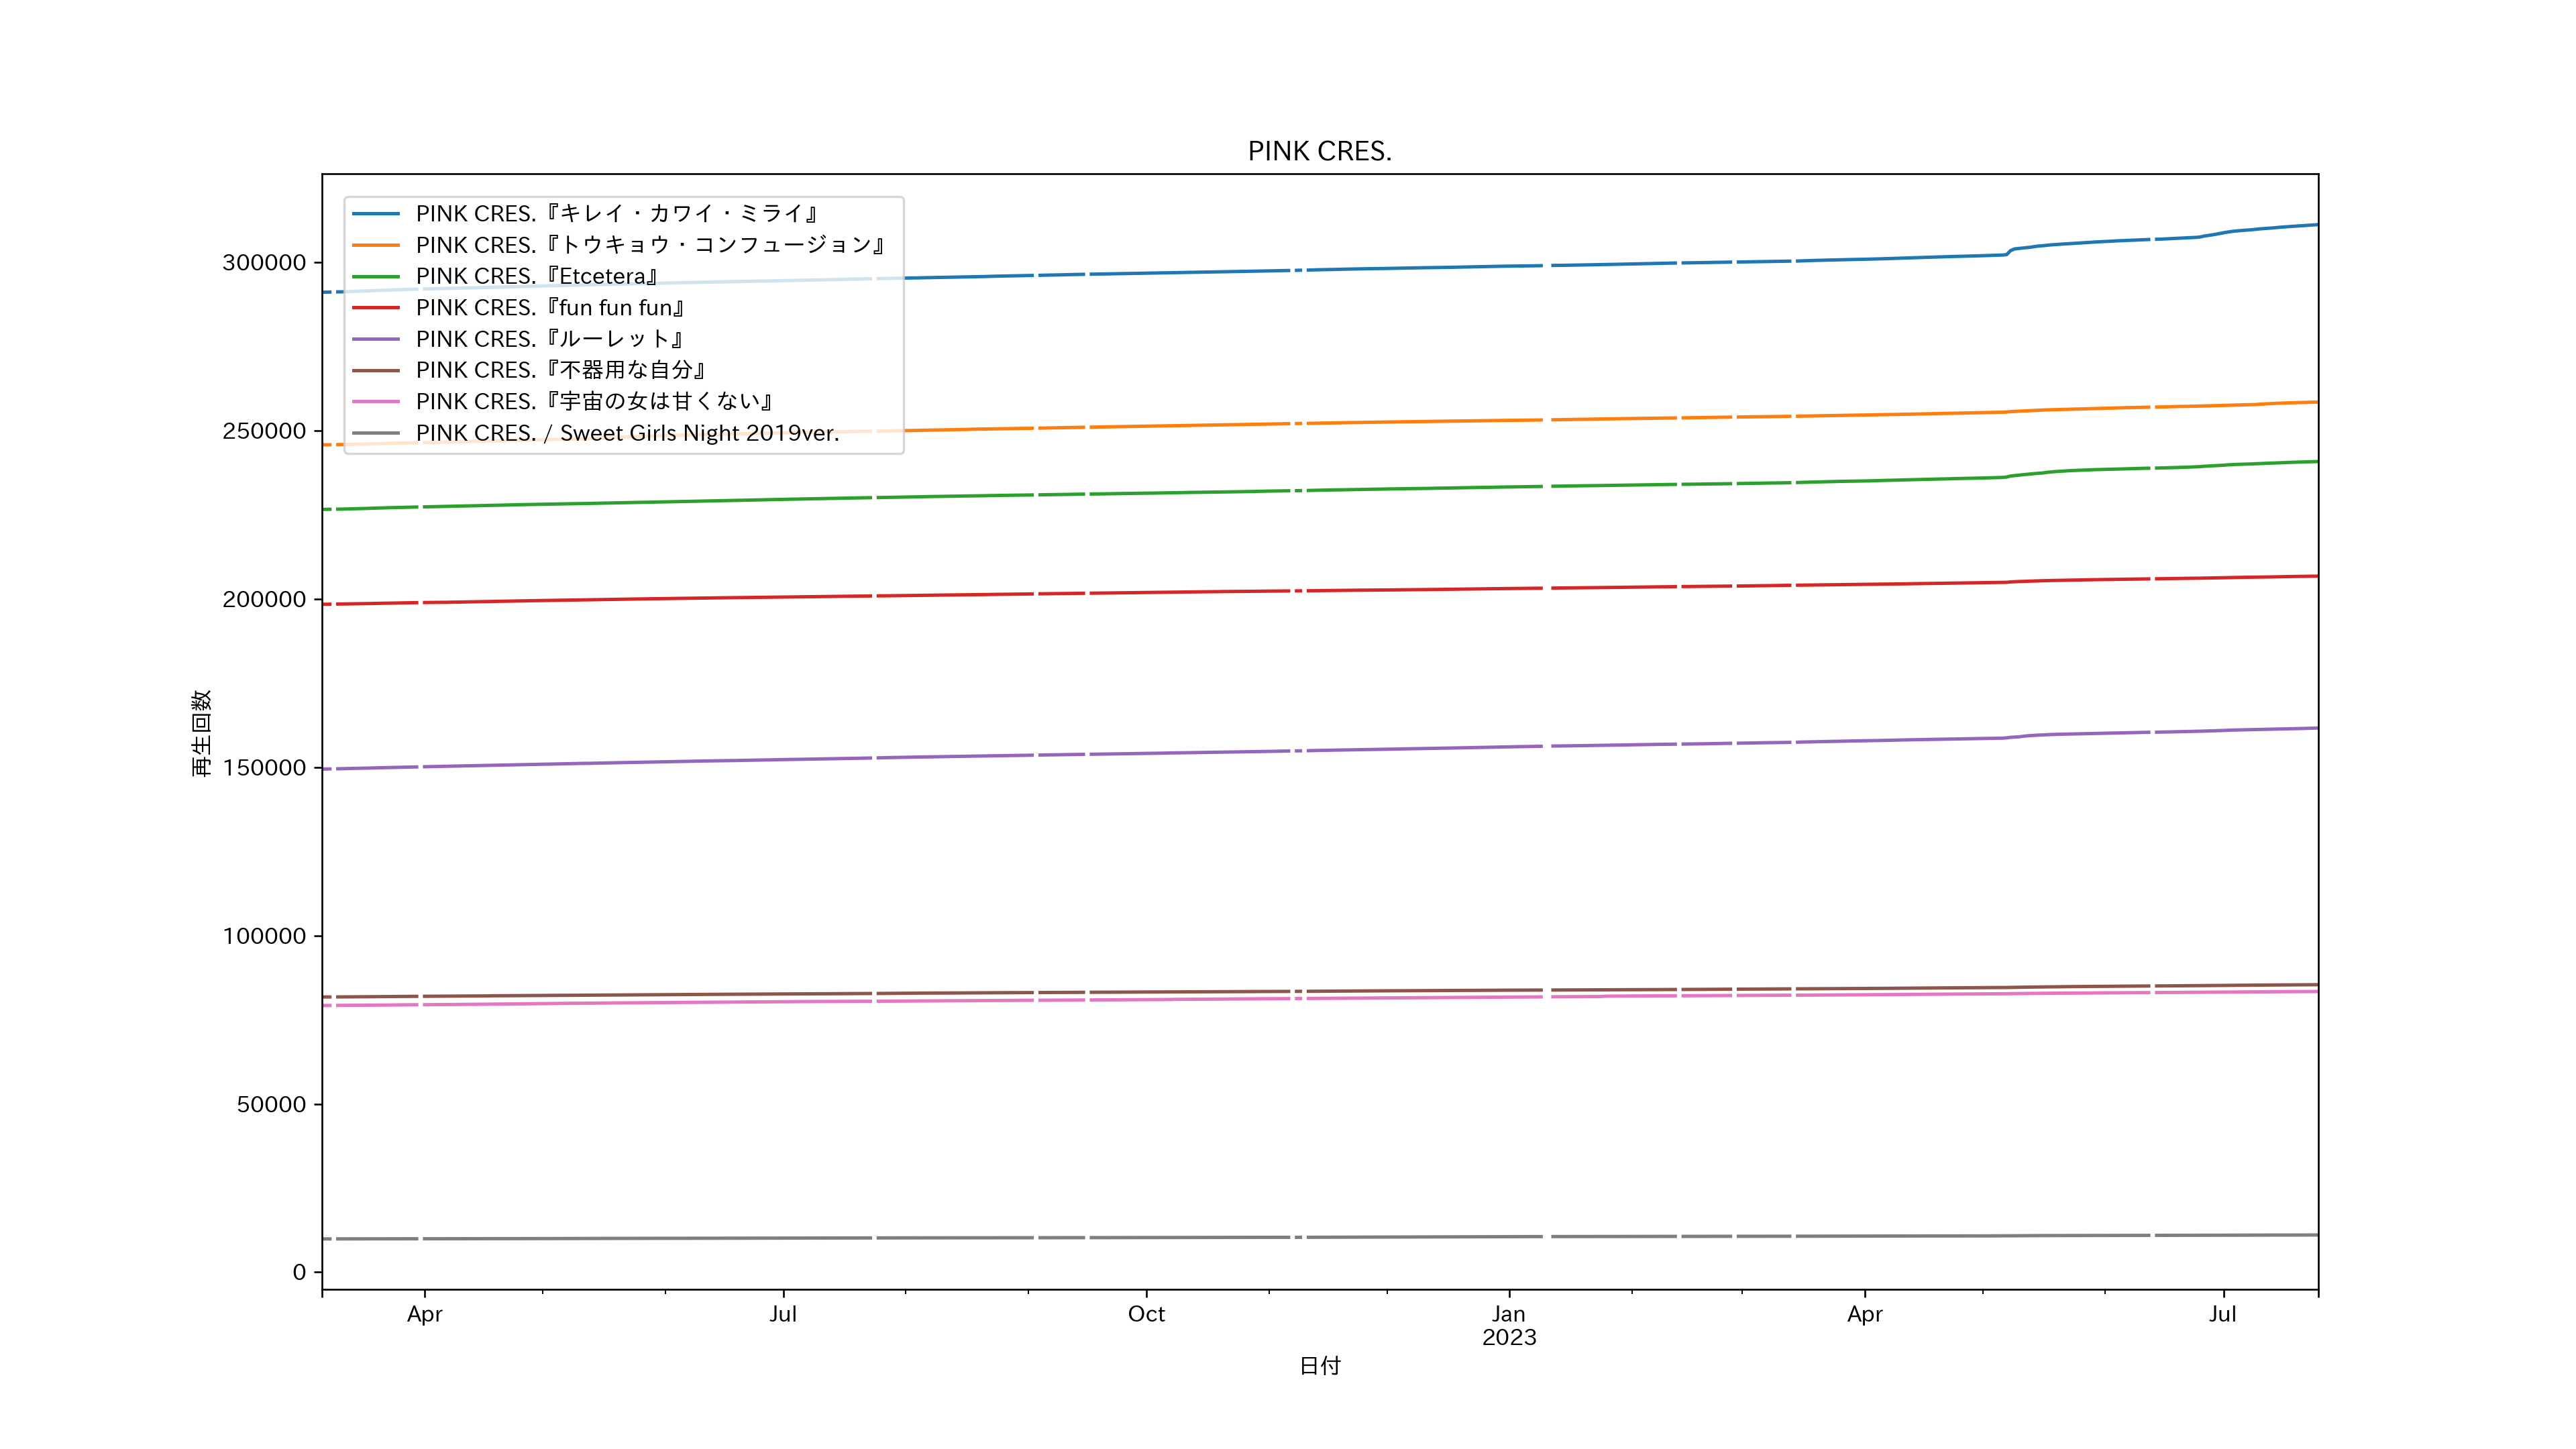 PINK CRES.
PINK CRES.『キレイ・カワイ・ミライ』
PINK CRES.『トウキョウ・コンフュージョン』
PINK CRES.『Etcetera』
PINK CRES.『fun fun fun』
PINK CRES.『ルーレット』
PINK CRES.『不器用な自分』
PINK CRES.『宇宙の女は甘くない』
PINK CRES. / Sweet Girls Night 2019ver.
再生回数
300000
250000
200000
150000
100000
50000
0
Apr Jul Oct Jan Apr Jul
2023
日付